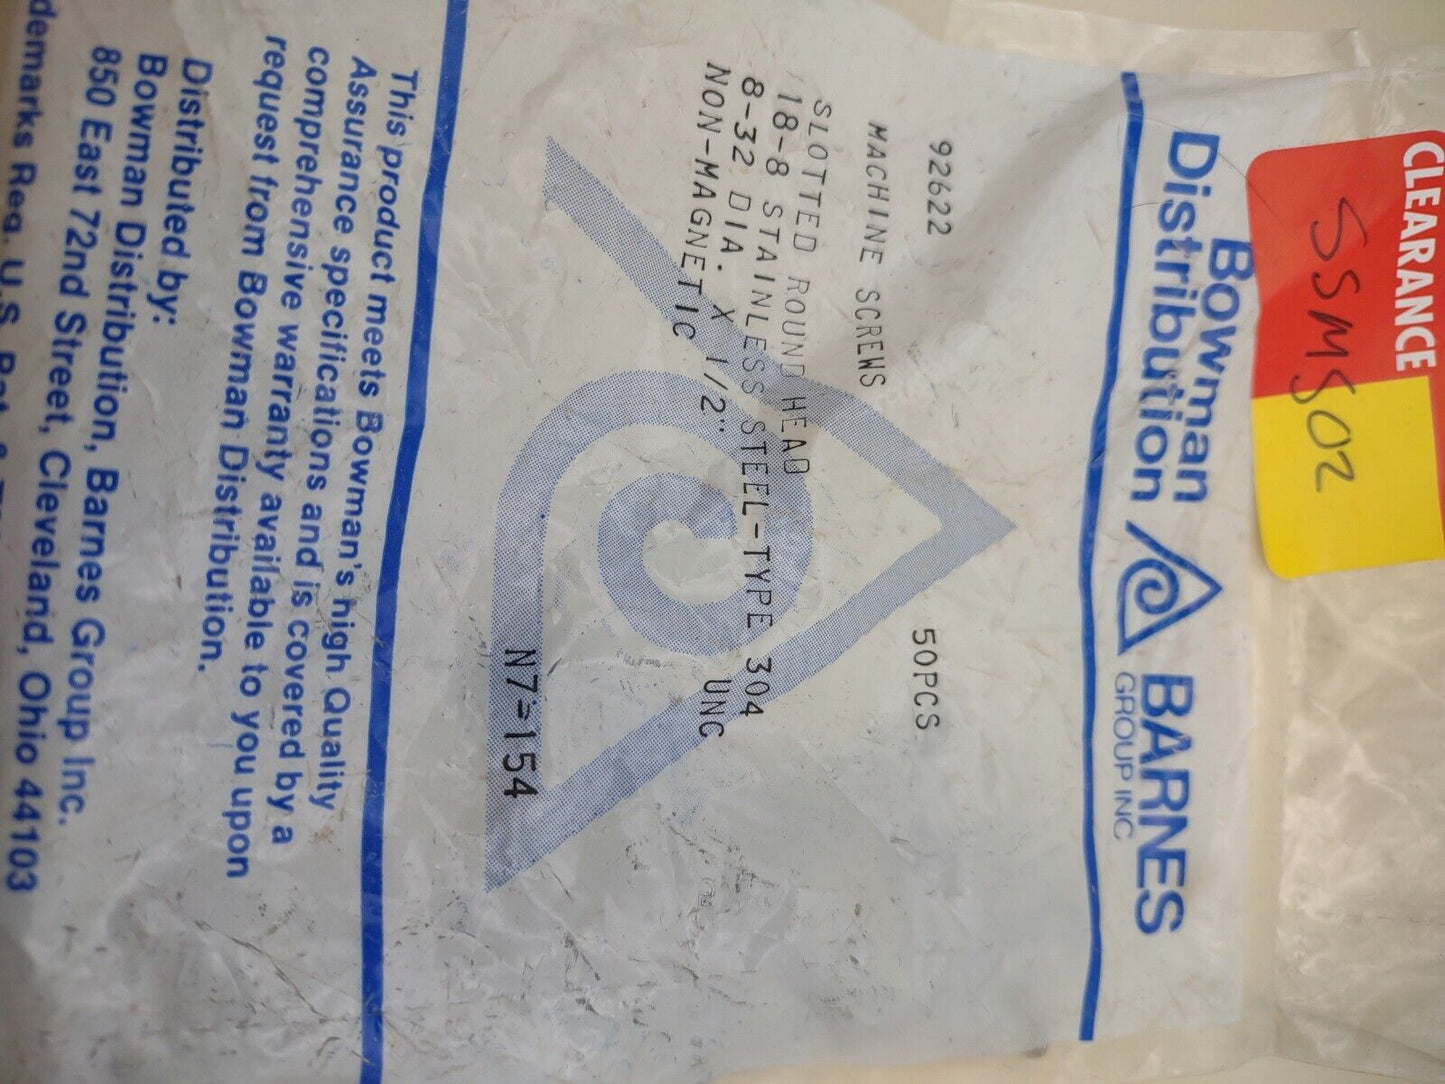 CLEARANCE
SSMS02
Bowman
Distribution
BARNES
GROUP INC
92622 50PCS
MACHINE SCREWS
SLOTTED ROUND HEAD
18-8 STAINLESS STEEL-TYPE 304
8-32 DIA. X 1/2" UNC
NON-MAGNETIC
N7=154
This product meets Bowman's high Quality
Assurance specifications and is covered by a
comprehensive warranty available to you upon
request from Bowman Distribution.
Distributed by:
Bowman Distribution, Barnes Group Inc.
850 East 72nd Street, Cleveland, Ohio 44103
demarks Reg. U.S. Pat. &